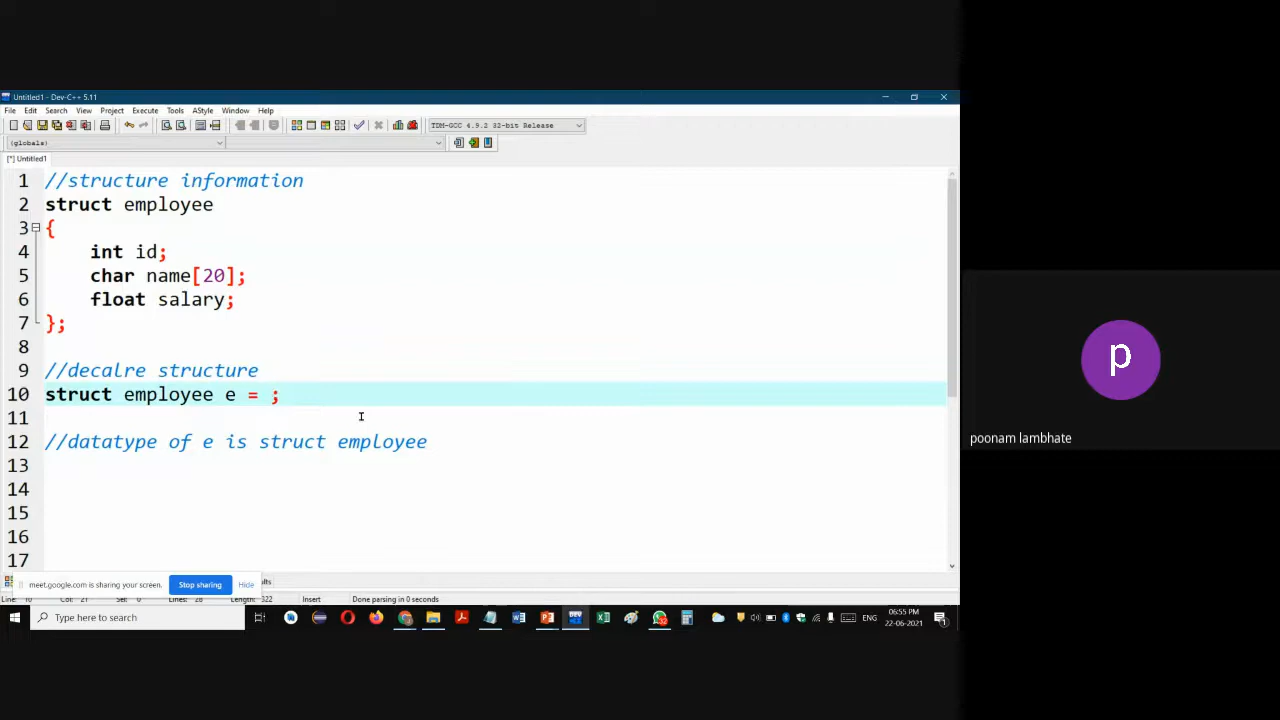 Untitled1 - Dev-C++ 5.11
File Edit Search View Project Execute Tools AStyle Window Help
TDM-GCC 4.9.2 32-bit Release
(globals)
[*] Untitled1
1 //structure information
2 struct employee
3 {
4 int id;
5 char name[20];
6 float salary;
7 };
8
9 //decalre structure
10 struct employee e = ;
11
12 //datatype of e is struct employee
13
14
15
16
17
p
poonam lambhate
meet.google.com is sharing your screen. Stop sharing Hide
Insert Done parsing in 0 seconds
Type here to search
ENG
06:55 PM
22-06-2021